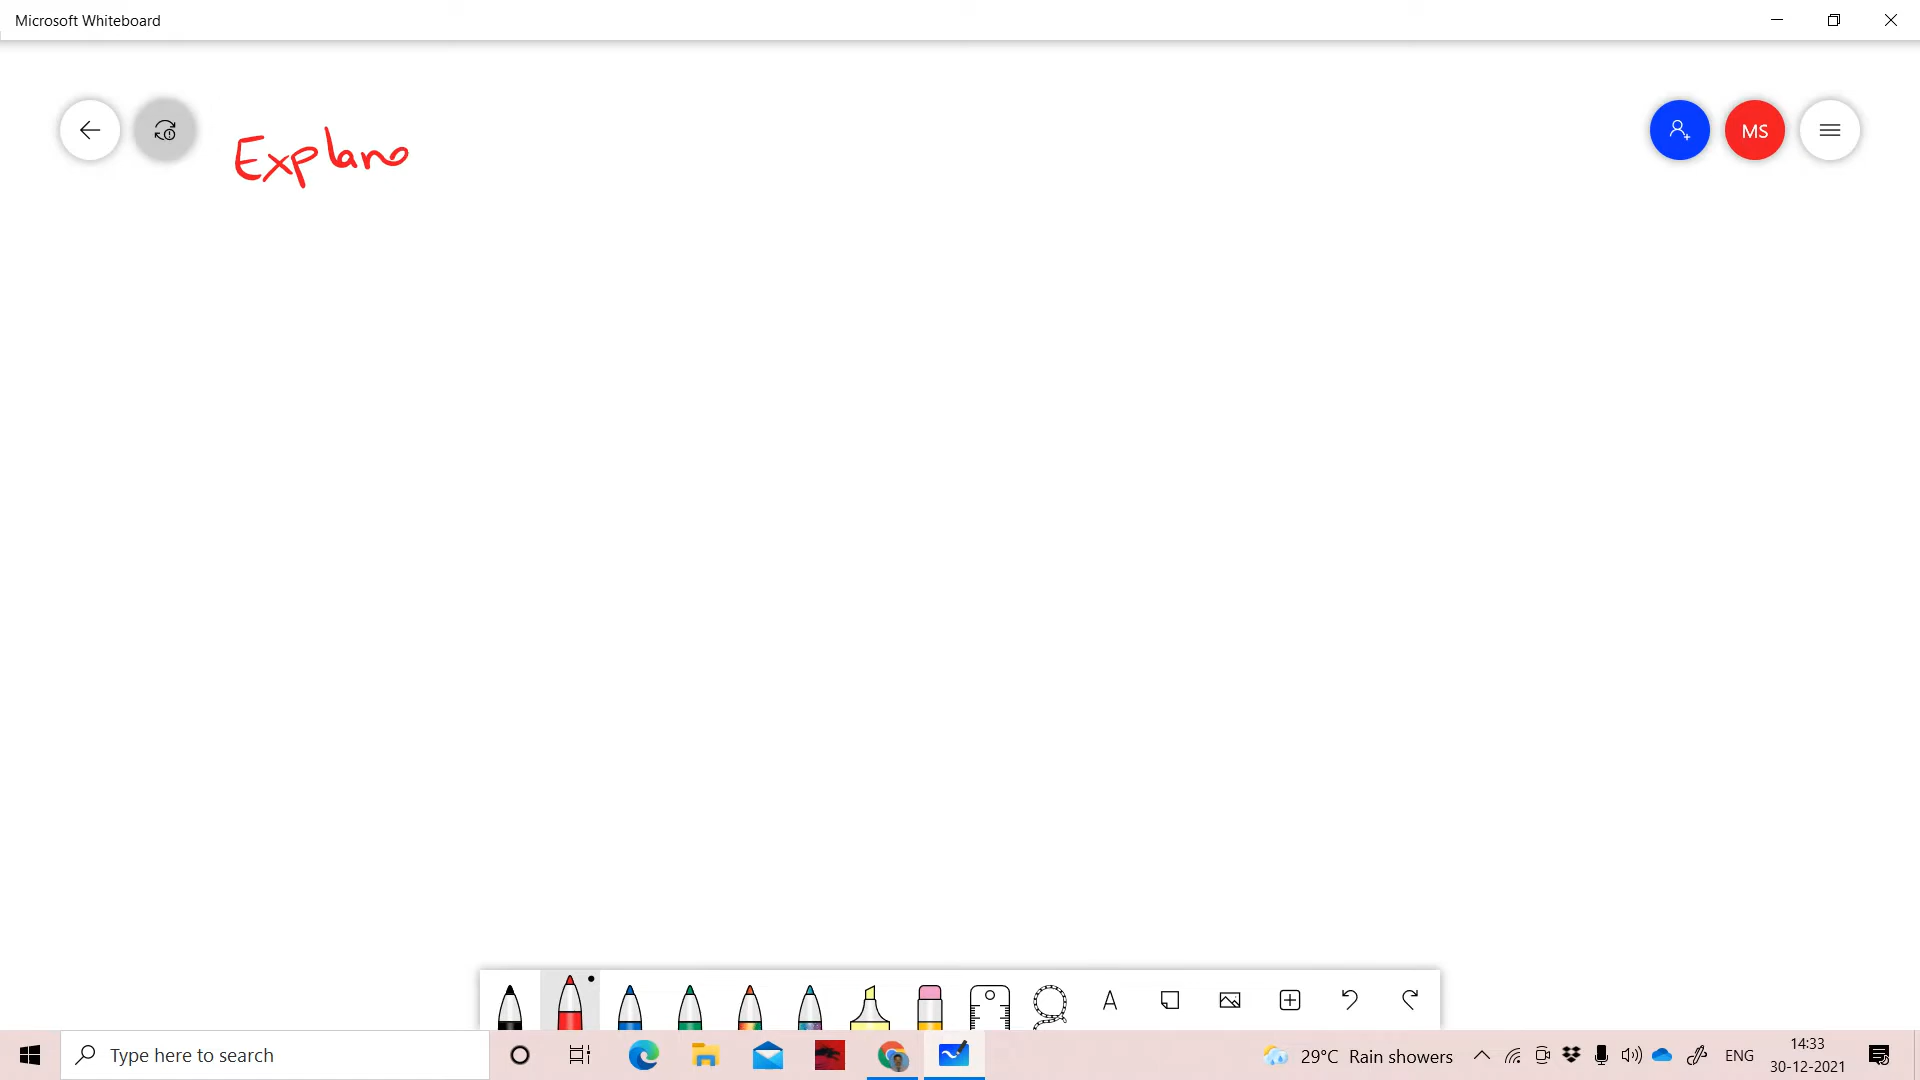 Microsoft Whiteboard
Explano
MS
A
Type here to search
29°C Rain showers
ENG
14:33
30-12-2021